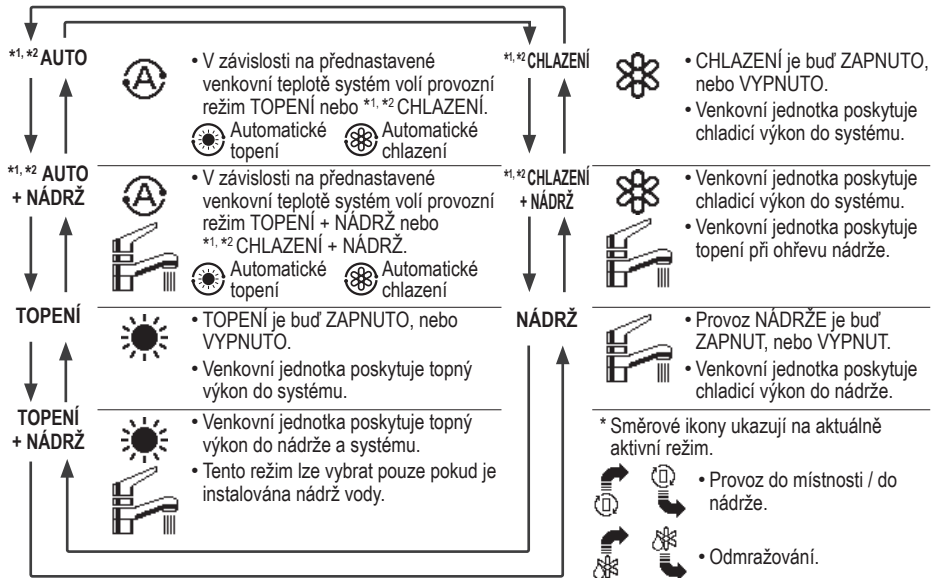 *1, *2 AUTO
• V závislosti na přednastavené
venkovní teplotě systém volí provozní
režim TOPENÍ nebo *1, *2 CHLAZENÍ.
Automatické
topení
Automatické
chlazení
*1, *2 AUTO
+ NÁDRŽ
• V závislosti na přednastavené
venkovní teplotě systém volí provozní
režim TOPENÍ + NÁDRŽ nebo
*1, *2 CHLAZENÍ + NÁDRŽ.
Automatické
topení
Automatické
chlazení
TOPENÍ
• TOPENÍ je buď ZAPNUTO, nebo
VYPNUTO.
• Venkovní jednotka poskytuje topný
výkon do systému.
TOPENÍ
+ NÁDRŽ
• Venkovní jednotka poskytuje topný
výkon do nádrže a systému.
• Tento režim lze vybrat pouze pokud je
instalována nádrž vody.
*1, *2 CHLAZENÍ
• CHLAZENÍ je buď ZAPNUTO,
nebo VYPNUTO.
• Venkovní jednotka poskytuje
chladicí výkon do systému.
*1, *2 CHLAZENÍ
+ NÁDRŽ
• Venkovní jednotka poskytuje
chladicí výkon do systému.
• Venkovní jednotka poskytuje
topení při ohřevu nádrže.
NÁDRŽ
• Provoz NÁDRŽE je buď
ZAPNUT, nebo VYPNUT.
• Venkovní jednotka poskytuje
chladicí výkon do nádrže.
* Směrové ikony ukazují na aktuálně
aktivní režim.
• Provoz do místnosti / do
nádrže.
• Odmražování.